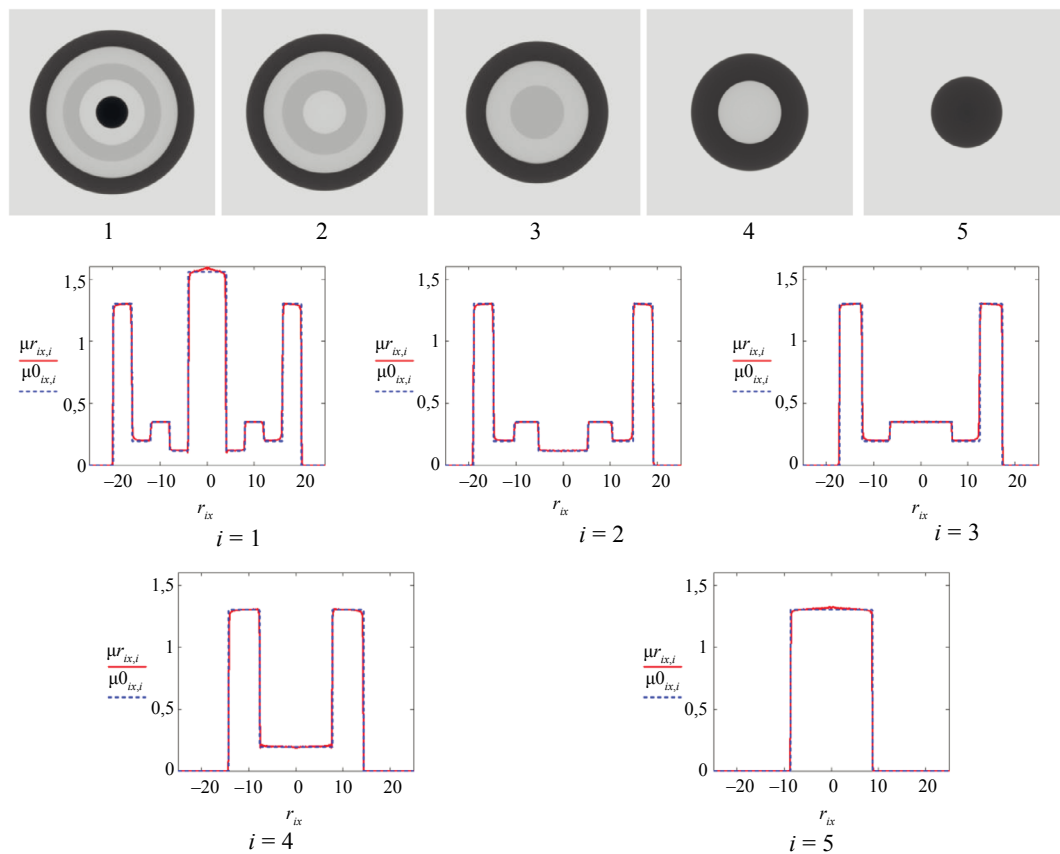 1 2 3 4 5
1,5 1,5 1,5
1 1 1
μr_{ix,i} μr_{ix,i} μr_{ix,i}
μ0_{ix,i} μ0_{ix,i} μ0_{ix,i}
0,5 0,5 0,5
0 0 0
–20 –10 0 10 20 –20 –10 0 10 20 –20 –10 0 10 20
r_{ix} r_{ix} r_{ix}
i = 1 i = 2 i = 3
1,5 1,5
1 1
μr_{ix,i} μr_{ix,i}
μ0_{ix,i} μ0_{ix,i}
0,5 0,5
0 0
–20 –10 0 10 20 –20 –10 0 10 20
r_{ix} r_{ix}
i = 4 i = 5